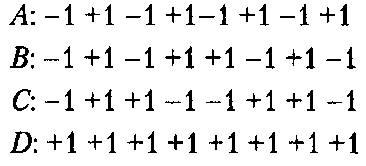 A: –1 +1 –1 +1–1 +1 –1 +1
B: –1 +1 –1 +1 +1 –1 +1 –1
C: –1 +1 +1 –1 –1 +1 +1 –1
D: +1 +1 +1 +1 +1 +1 +1 +1